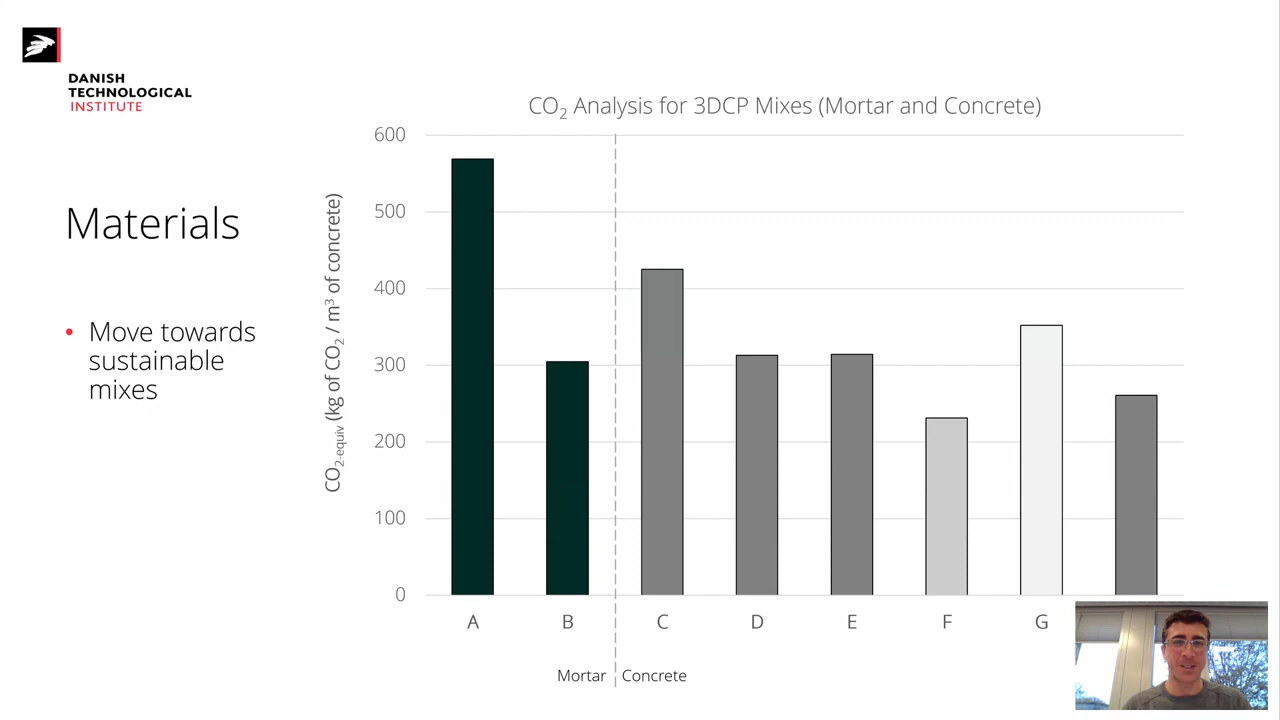 DANISH
TECHNOLOGICAL
INSTITUTE
Materials
• Move towards
sustainable
mixes
CO₂ Analysis for 3DCP Mixes (Mortar and Concrete)
CO₂-equiv (kg of CO₂ / m³ of concrete)
600
500
400
300
200
100
0
A B C D E F G
Mortar Concrete